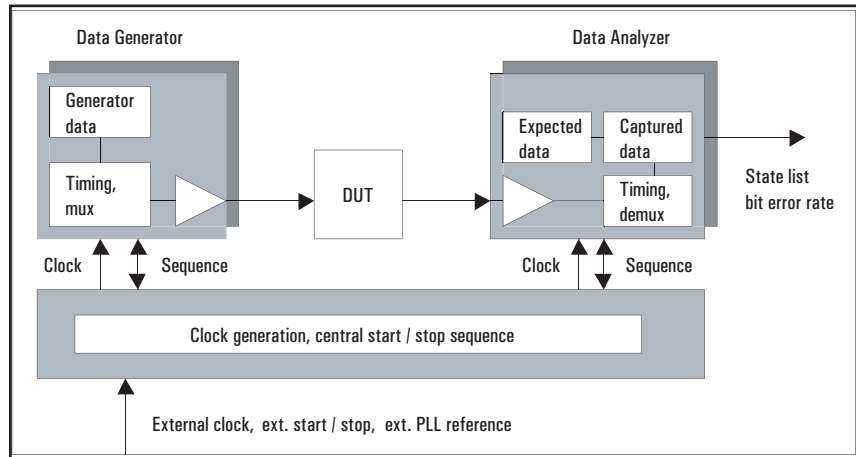 Data Generator
Data Analyzer
Generator
data
Timing,
mux
DUT
Expected
data
Captured
data
Timing,
demux
State list
bit error rate
Clock
Sequence
Clock
Sequence
Clock generation, central start / stop sequence
External clock, ext. start / stop, ext. PLL reference